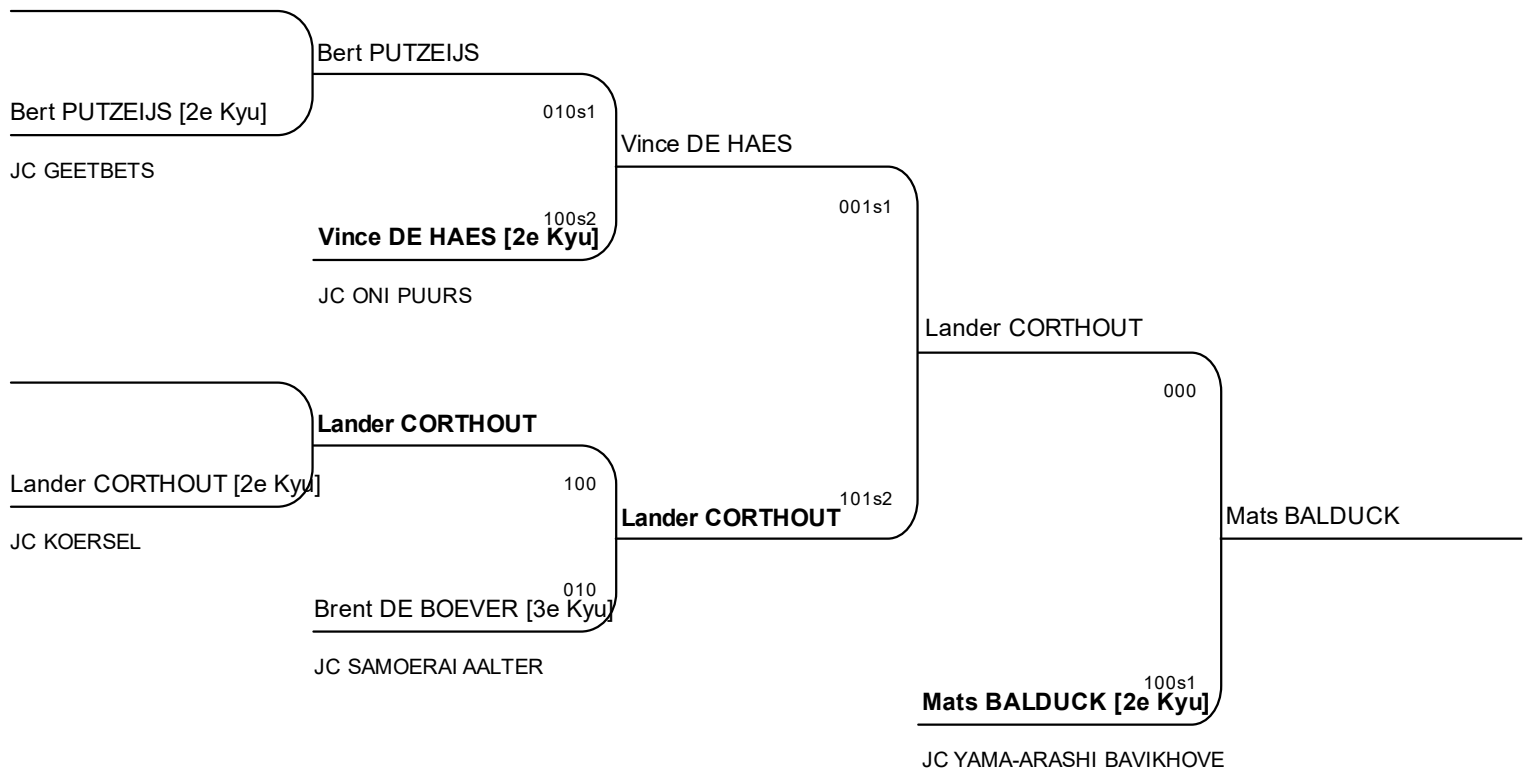 Bert PUTZEIJS
Bert PUTZEIJS [2e Kyu]
010s1
JC GEETBETS
Vince DE HAES
100s2
001s1
Vince DE HAES [2e Kyu]
JC ONI PUURS
Lander CORTHOUT
000
Lander CORTHOUT
Lander CORTHOUT [2e Kyu]
100
101s2
Lander CORTHOUT
Mats BALDUCK
JC KOERSEL
010
Brent DE BOEVER [3e Kyu]
JC SAMOERAI AALTER
100s1
Mats BALDUCK [2e Kyu]
JC YAMA-ARASHI BAVIKHOVE